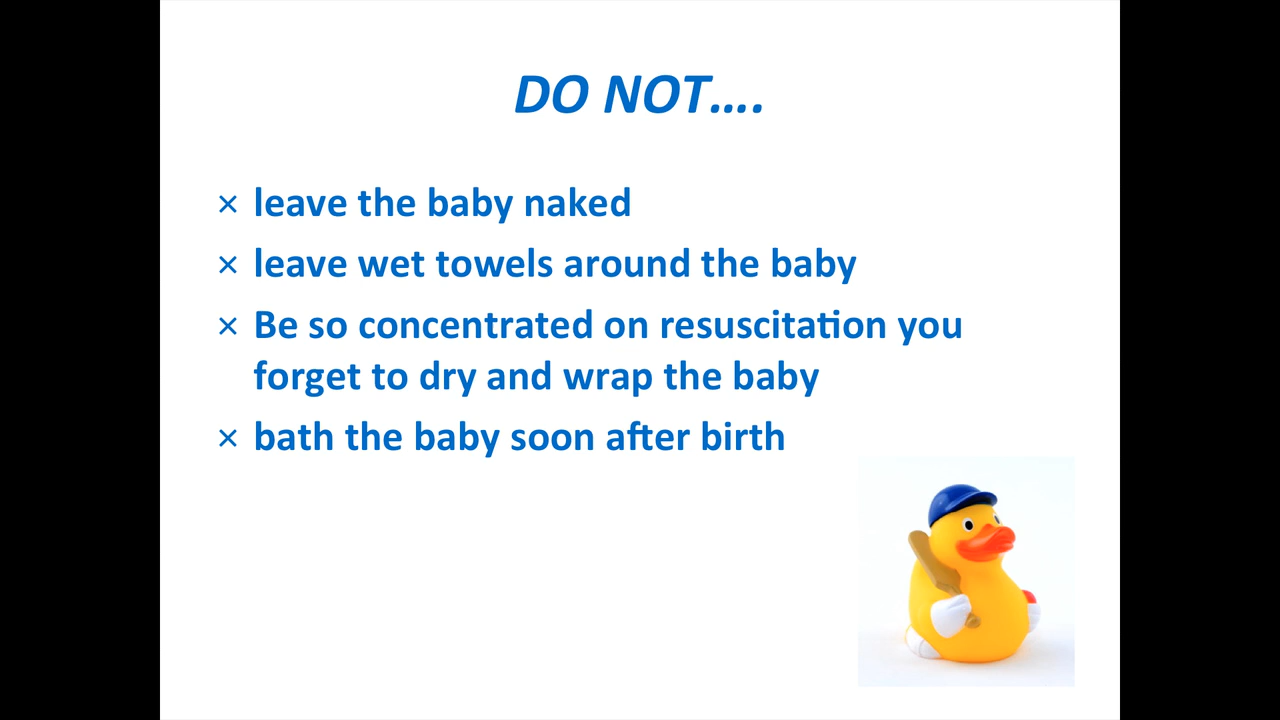 DO NOT….
× leave the baby naked
× leave wet towels around the baby
× Be so concentrated on resuscitation you
forget to dry and wrap the baby
× bath the baby soon after birth